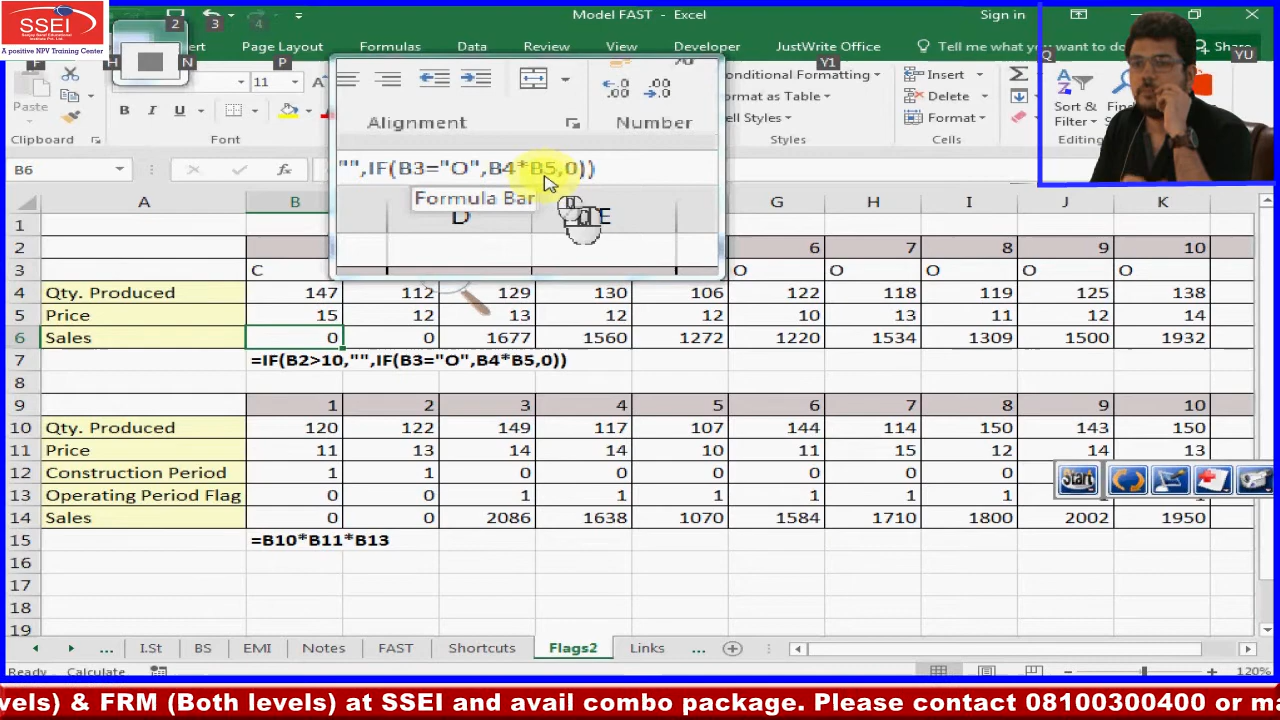 SSEI
A positive NPV Training Center
2
3
4
Model FAST - Excel
Sign in
Page Layout
Formulas
Data
Review
View
Developer
JustWrite Office
Tell me what you want to do
Share
F
H
N
P
Y1
Q
YU
Paste
11
B I U
Clipboard
Font
Alignment
Number
Conditional Formatting
Format as Table
Cell Styles
Styles
Insert
Delete
Format
Cells
Sort &
Filter
Editing
B6
"",IF(B3="O",B4*B5,0))
Formula Bar
D E
A B G H I J K
1
2 6 7 8 9 10
3 C O O O O O
4 Qty. Produced 147 112 129 130 106 122 118 119 125 138
5 Price 15 12 13 12 12 10 13 11 12 14
6 Sales 0 0 1677 1560 1272 1220 1534 1309 1500 1932
7 =IF(B2>10,"",IF(B3="O",B4*B5,0))
8
9 1 2 3 4 5 6 7 8 9 10
10 Qty. Produced 120 122 149 117 107 144 114 150 143 150
11 Price 11 13 14 14 10 11 15 12 14 13
12 Construction Period 1 1 0 0 0 0 0 0
13 Operating Period Flag 0 0 1 1 1 1 1 1
14 Sales 0 0 2086 1638 1070 1584 1710 1800 2002 1950
15 =B10*B11*B13
16
17
18
19
Start
... I.St BS EMI Notes FAST Shortcuts Flags2 Links ...
Ready Calculate 120%
vels) & FRM (Both levels) at SSEI and avail combo package. Please contact 08100300400 or ma